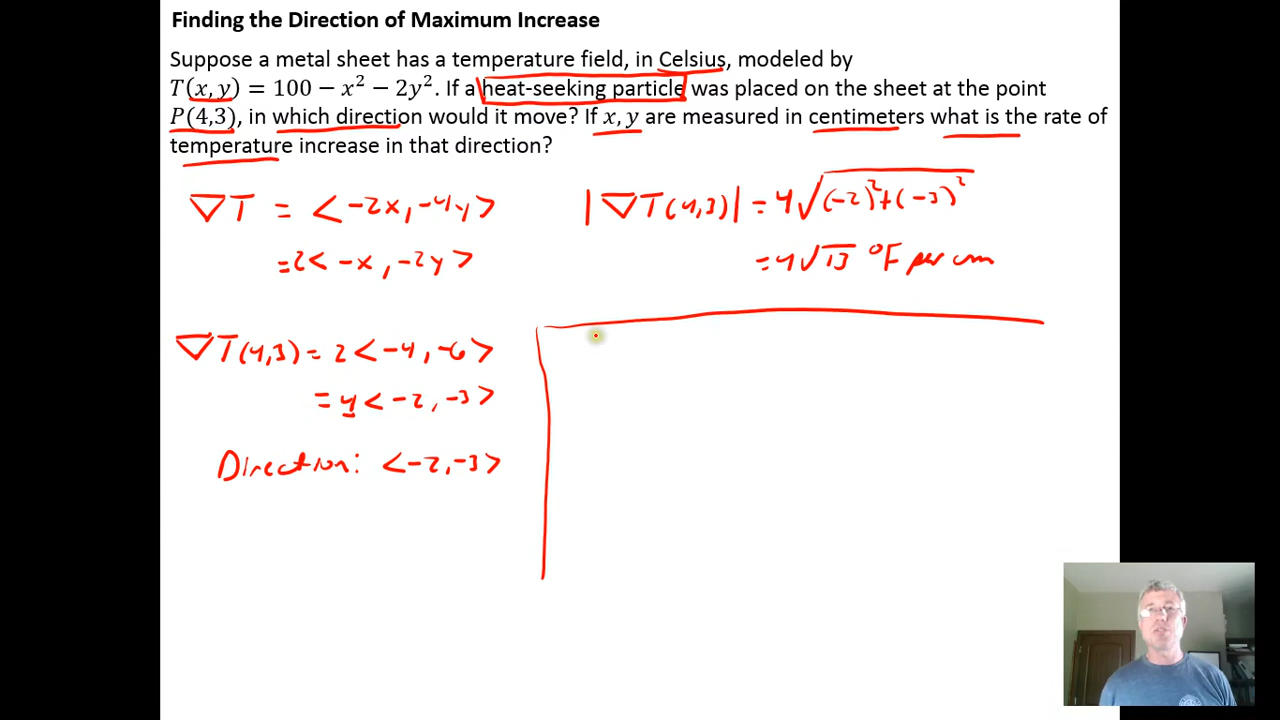 Finding the Direction of Maximum Increase
Suppose a metal sheet has a temperature field, in Celsius, modeled by
T(x, y) = 100 − x² − 2y². If a heat-seeking particle was placed on the sheet at the point
P(4,3), in which direction would it move? If x, y are measured in centimeters what is the rate of
temperature increase in that direction?
∇T = <-2x, -4y>
= 2< -x, -2y >
∇T(4,3) = 2 < -4, -6 >
= 4 < -2, -3 >
Direction: <-2, -3>
|∇T(4,3)| = 4√((-2)²+(-3)²)
= 4√13 °F per cm